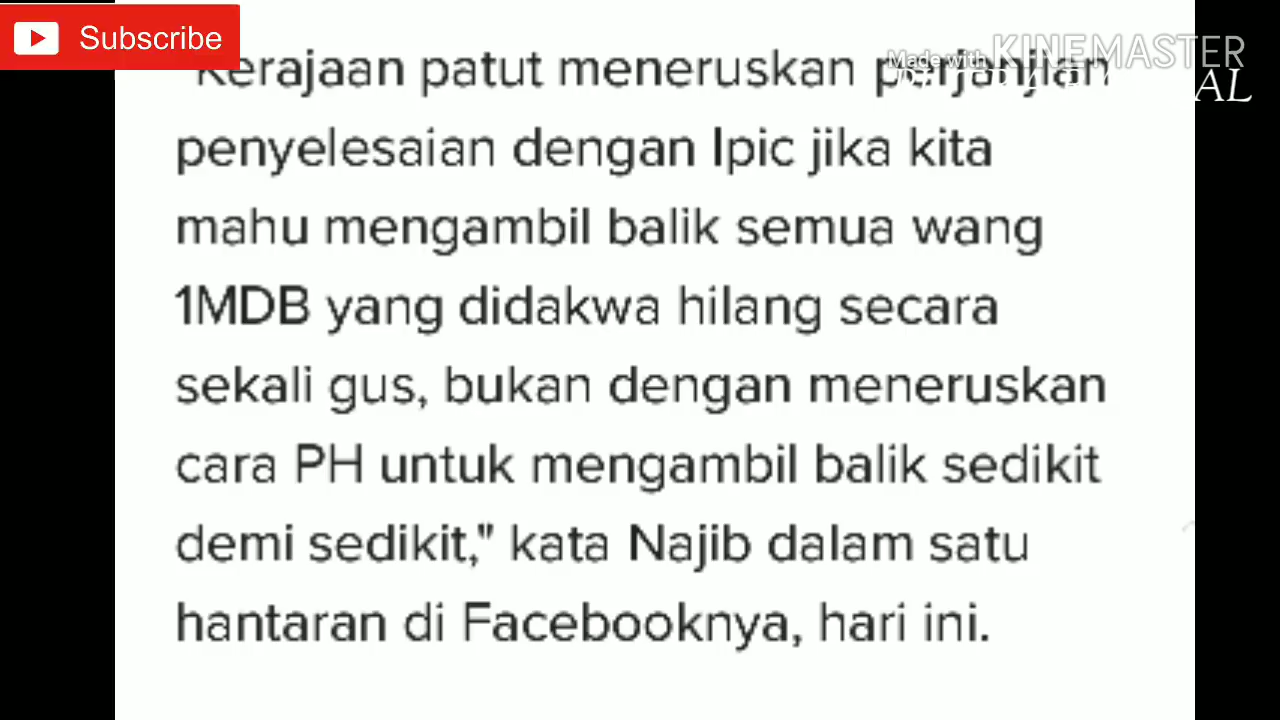 Subscribe
Made with KINEMASTER
"Kerajaan patut meneruskan perjanjian
AL
penyelesaian dengan Ipic jika kita
mahu mengambil balik semua wang
1MDB yang didakwa hilang secara
sekali gus, bukan dengan meneruskan
cara PH untuk mengambil balik sedikit
demi sedikit," kata Najib dalam satu
hantaran di Facebooknya, hari ini.